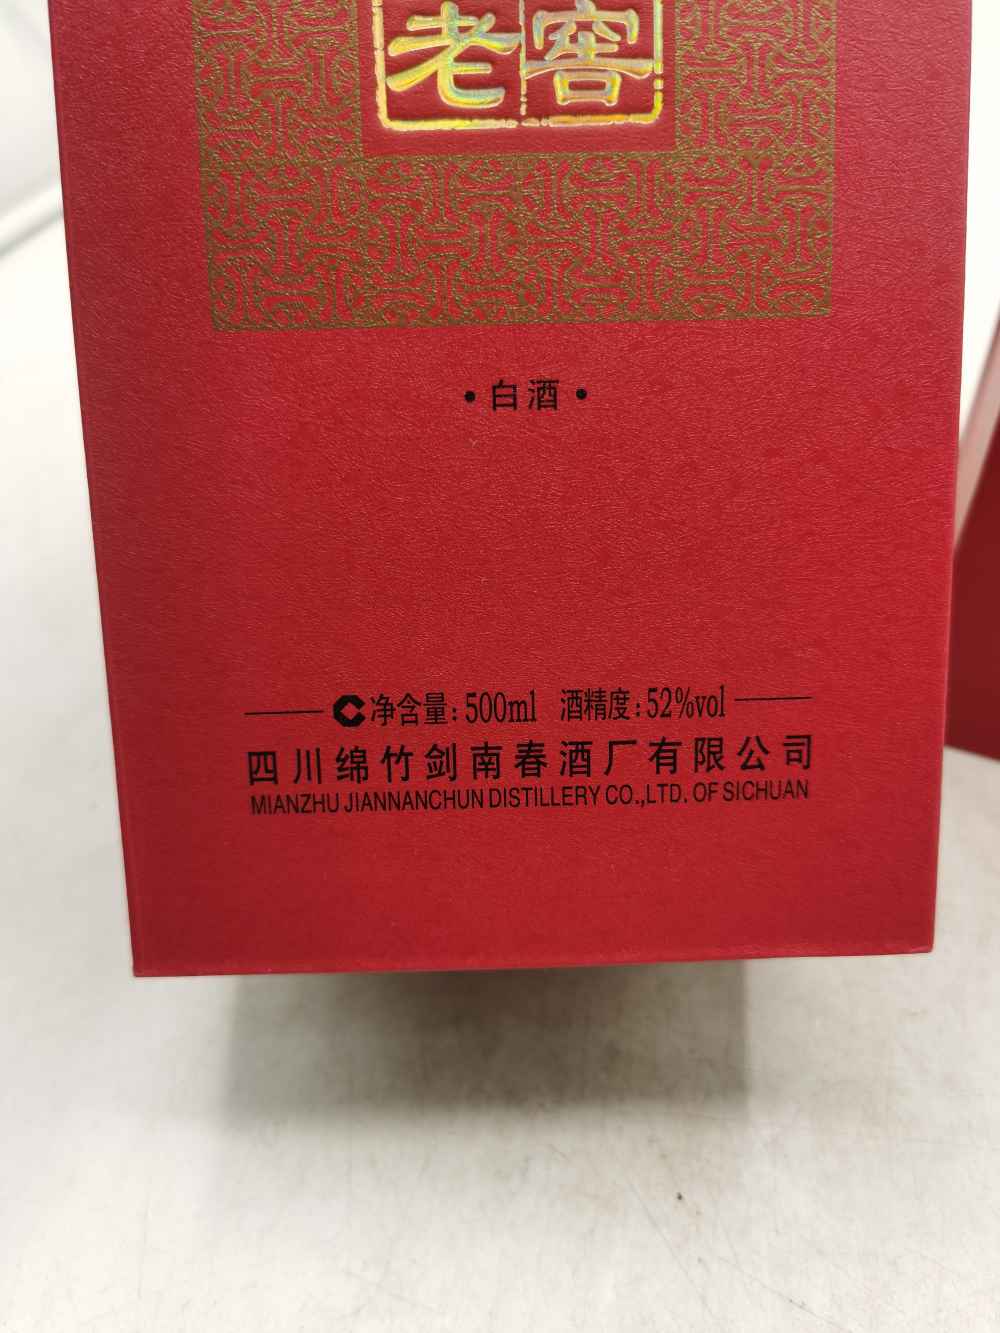 老窖
·白酒·
净含量:500ml 酒精度:52%vol
四川绵竹剑南春酒厂有限公司
MIANZHU JIANNANCHUN DISTILLERY CO.,LTD. OF SICHUAN